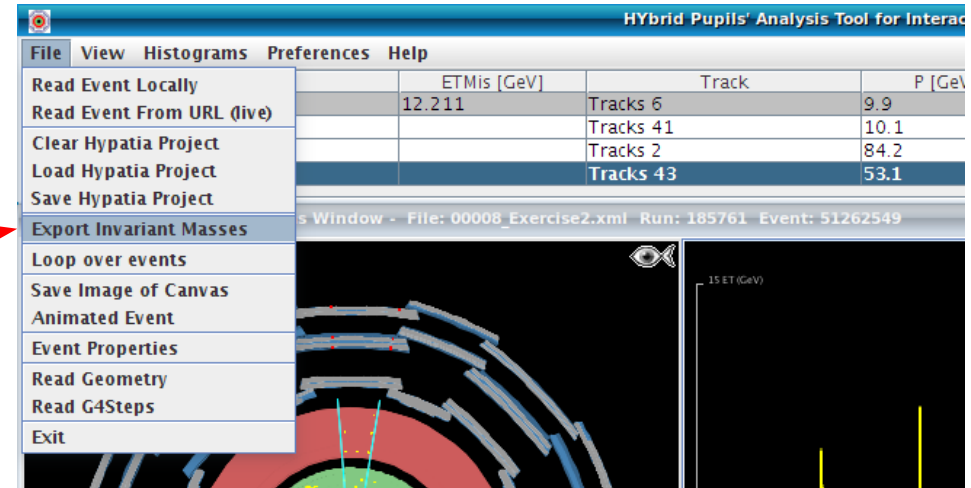 HYbrid Pupils' Analysis Tool for Interac
File View Histograms Preferences Help
ETMis [GeV] Track P [GeV
12.211 Tracks 6 9.9
Tracks 41 10.1
Tracks 2 84.2
Tracks 43 53.1
Read Event Locally
Read Event From URL (live)
Clear Hypatia Project
Load Hypatia Project
Save Hypatia Project
Export Invariant Masses
Loop over events
Save Image of Canvas
Animated Event
Event Properties
Read Geometry
Read G4Steps
Exit
s Window - File: 00008_Exercise2.xml Run: 185761 Event: 51262549
15 ET (GeV)